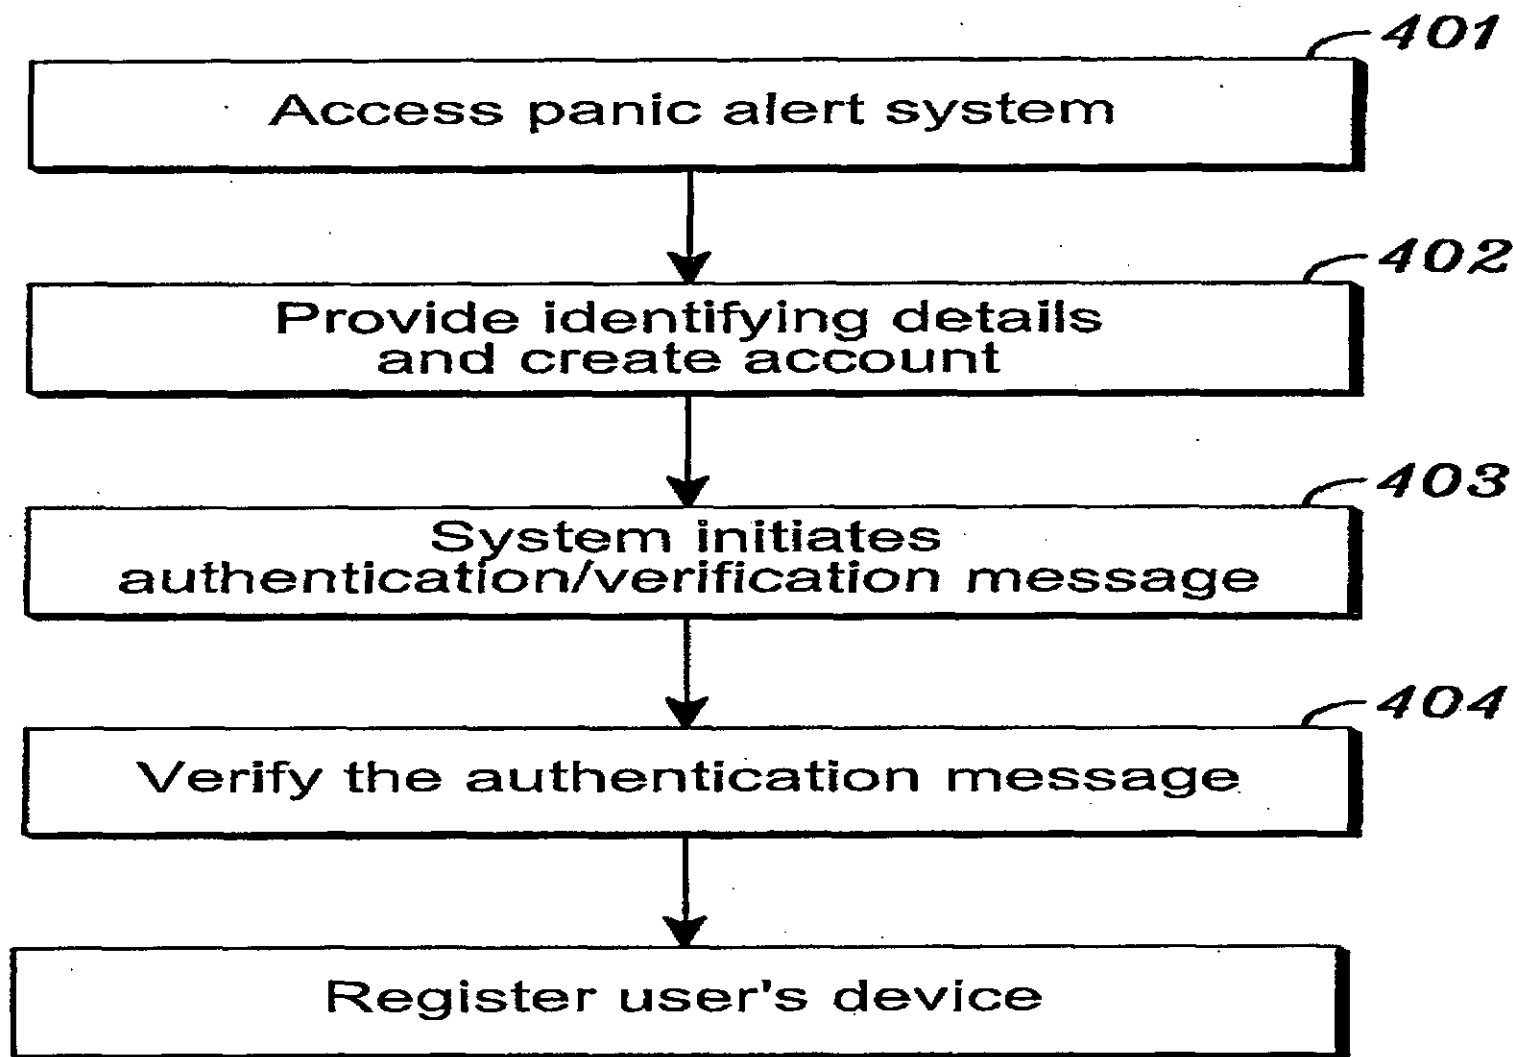 401
Access panic alert system
402
Provide identifying details
and create account
403
System initiates
authentication/verification message
404
Verify the authentication message
Register user's device